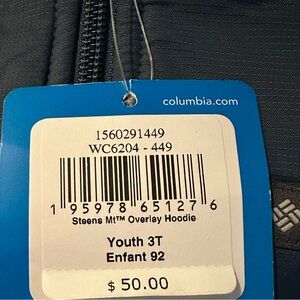 columbia.com
1560291449
WC6204 - 449
1 95978 65127 6
Steens Mt™ Overlay Hoodie
Youth 3T
Enfant 92
$ 50.00